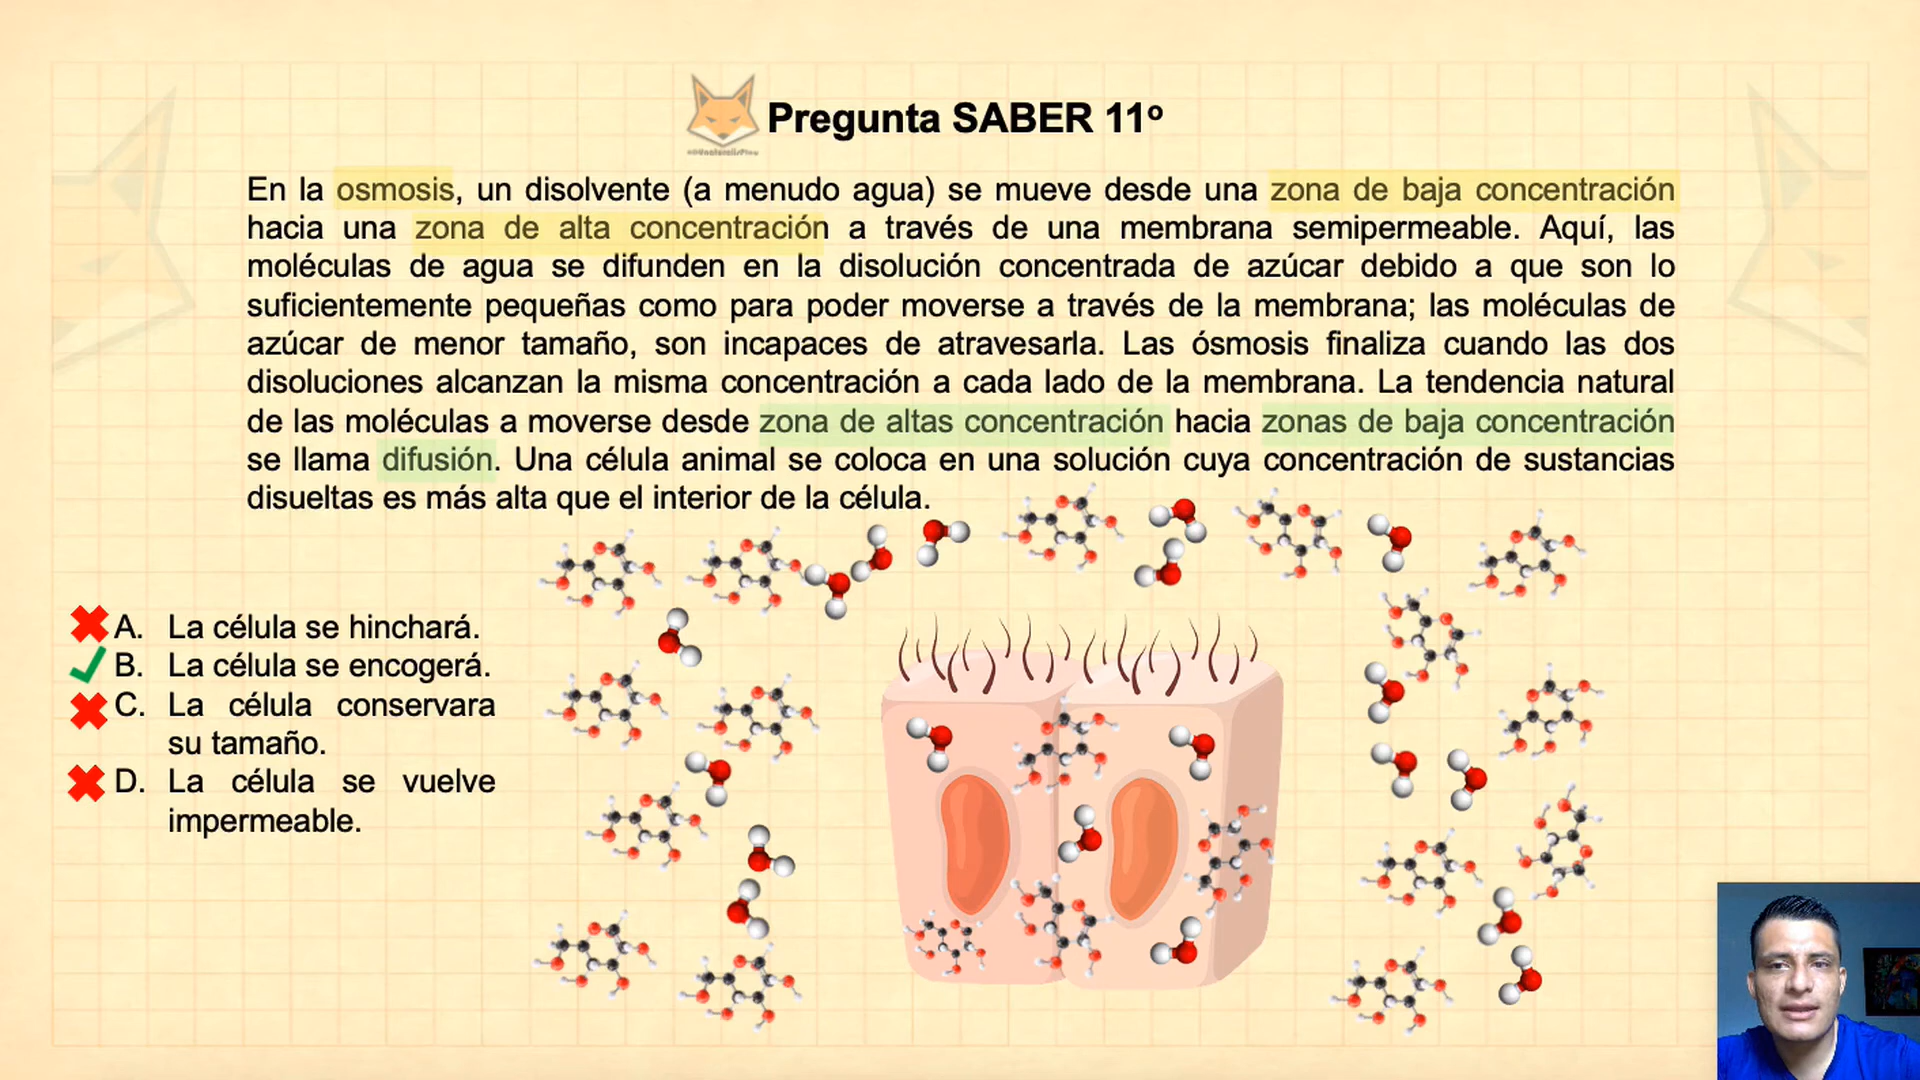 Pregunta SABER 11º
En la osmosis, un disolvente (a menudo agua) se mueve desde una zona de baja concentración
hacia una zona de alta concentración a través de una membrana semipermeable. Aquí, las
moléculas de agua se difunden en la disolución concentrada de azúcar debido a que son lo
suficientemente pequeñas como para poder moverse a través de la membrana; las moléculas de
azúcar de menor tamaño, son incapaces de atravesarla. Las ósmosis finaliza cuando las dos
disoluciones alcanzan la misma concentración a cada lado de la membrana. La tendencia natural
de las moléculas a moverse desde zona de altas concentración hacia zonas de baja concentración
se llama difusión. Una célula animal se coloca en una solución cuya concentración de sustancias
disueltas es más alta que el interior de la célula.
A. La célula se hinchará.
B. La célula se encogerá.
C. La célula conservara
su tamaño.
D. La célula se vuelve
impermeable.